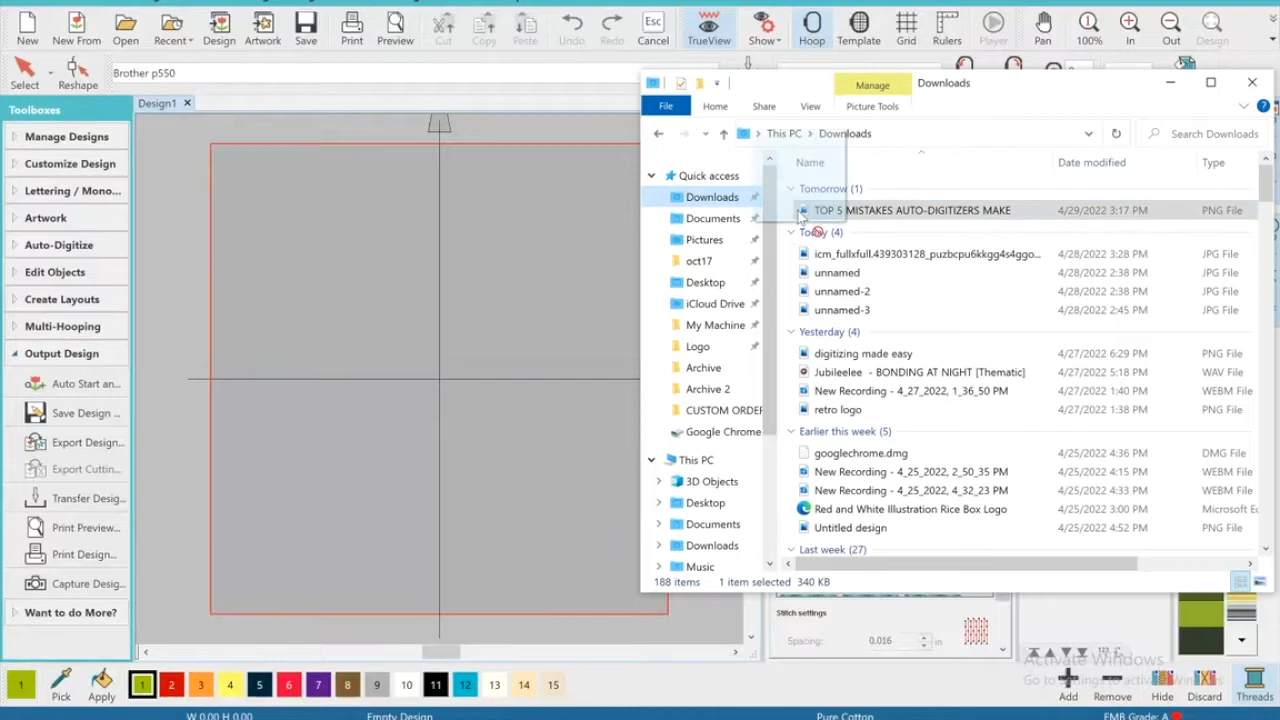 New New From Open Recent Design Artwork Save Print Preview Cut Copy Paste Undo Redo Esc Cancel TrueView Show Hoop Template Grid Rulers Player Pan 100% In Out Design
Select Reshape Brother p550
Toolboxes
Design1
Manage Designs
Customize Design
Lettering / Mono...
Artwork
Auto-Digitize
Edit Objects
Create Layouts
Multi-Hooping
Output Design
Auto Start an...
Save Design ...
Export Design...
Export Cuttin...
Transfer Desig...
Print Preview...
Print Design...
Capture Desig...
Want to do More?
Manage Downloads
File Home Share View Picture Tools
This PC > Downloads
Search Downloads
Quick access
Downloads
Documents
Pictures
oct17
Desktop
iCloud Drive
My Machine
Logo
Archive
Archive 2
CUSTOM ORDER
Google Chrome
This PC
3D Objects
Desktop
Documents
Downloads
Music
Name Date modified Type
Tomorrow (1)
TOP 5 MISTAKES AUTO-DIGITIZERS MAKE 4/29/2022 3:17 PM PNG File
Today (4)
icm_fullxfull.439303128_puzbcpu6kkgg4s4ggo... 4/28/2022 3:28 PM JPG File
unnamed 4/28/2022 2:38 PM JPG File
unnamed-2 4/28/2022 2:38 PM JPG File
unnamed-3 4/28/2022 2:45 PM JPG File
Yesterday (4)
digitizing made easy 4/27/2022 6:29 PM PNG File
Jubileelee - BONDING AT NIGHT [Thematic] 4/27/2022 5:18 PM WAV File
New Recording - 4_27_2022, 1_36_50 PM 4/27/2022 1:40 PM WEBM File
retro logo 4/27/2022 1:38 PM PNG File
Earlier this week (5)
googlechrome.dmg 4/25/2022 4:36 PM DMG File
New Recording - 4_25_2022, 2_50_35 PM 4/25/2022 4:15 PM WEBM File
New Recording - 4_25_2022, 4_32_23 PM 4/25/2022 4:33 PM WEBM File
Red and White Illustration Rice Box Logo 4/25/2022 3:00 PM Microsoft Ec
Untitled design 4/25/2022 4:52 PM PNG File
Last week (27)
188 items 1 item selected 340 KB
Stitch settings
Spacing: 0.016 in
Activate Windows
Go to Settings to activate Windows
1 Pick Apply 1 2 3 4 5 6 7 8 9 10 11 12 13 14 15 Add Remove Hide Discard Threads
W 0.00 H 0.00 Empty Design Pure Cotton EMB Grade: A